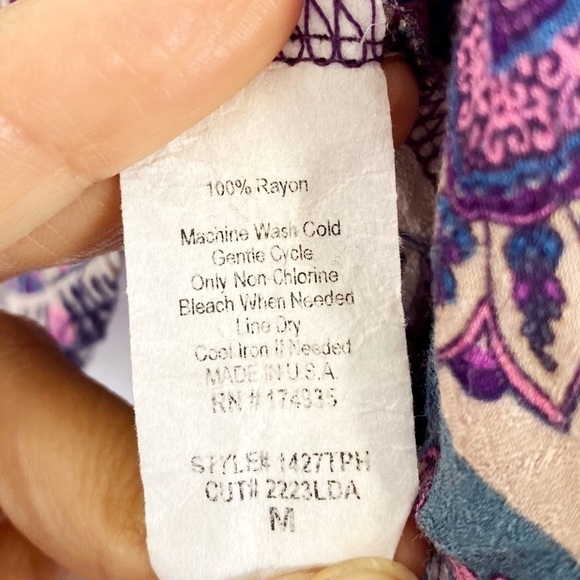 100% Rayon
Machine Wash Cold
Gentle Cycle
Only Non-Chlorine
Bleach When Needed
Line Dry
Cool Iron If Needed
MADE IN U.S.A.
RN # 174935
STYLE# 1427TPH
CUT# 2223LDA
M